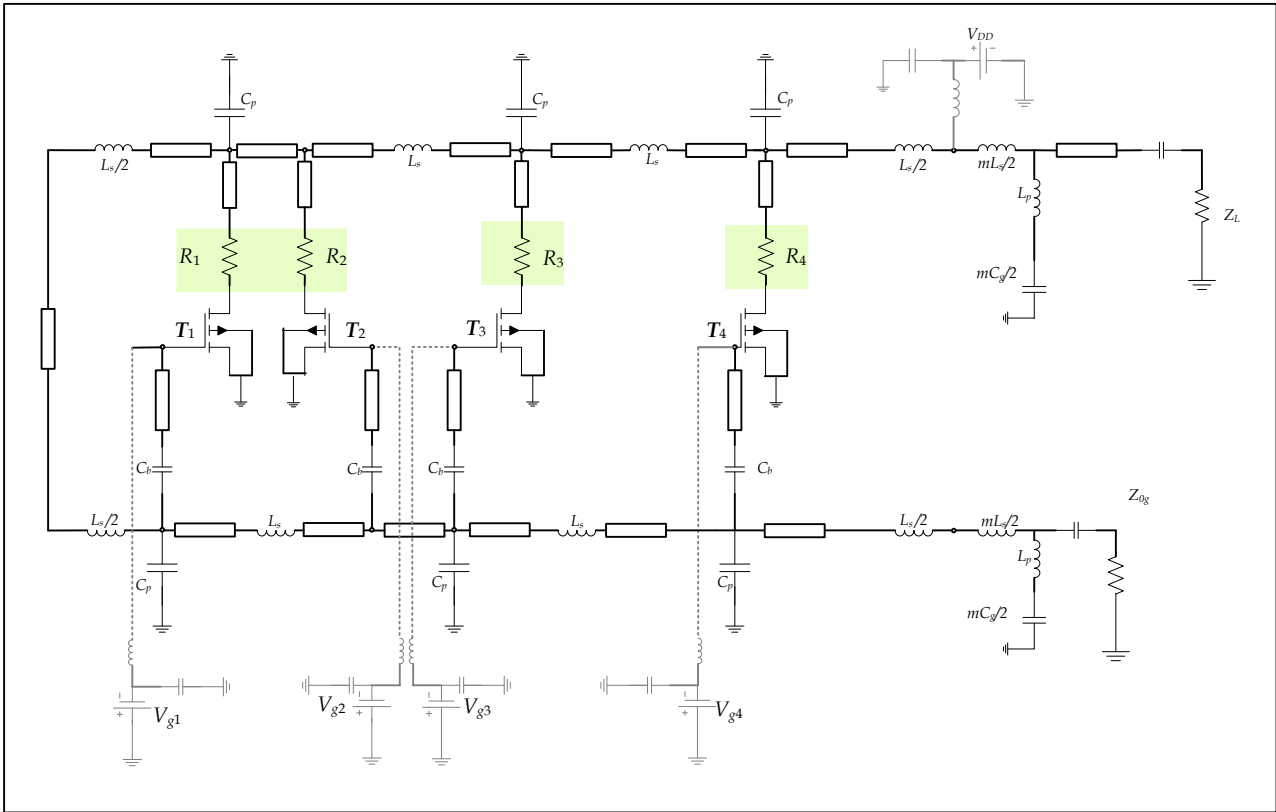 V_DD
+ -
C_p C_p C_p
L_s/2 L_s L_s L_s/2 mL_s/2
L_p Z_L
R_1 R_2 R_3 R_4
mC_g/2
T_1 T_2 T_3 T_4
C_b C_b C_b C_b
Z_0g
L_s/2 L_s L_s L_s/2 mL_s/2
L_p
C_p C_p C_p
mC_g/2
- - - -
V_g1 V_g2 V_g3 V_g4
+ + + +